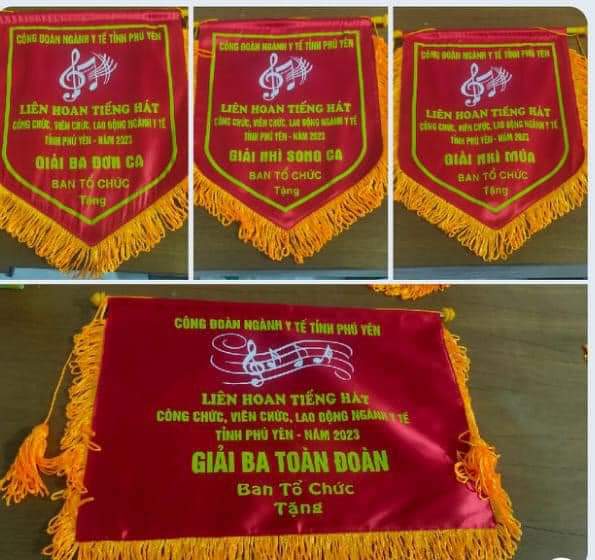 CÔNG ĐOÀN NGÀNH Y TẾ TỈNH PHÚ YÊN
LIÊN HOAN TIẾNG HÁT
CÔNG CHỨC, VIÊN CHỨC, LAO ĐỘNG NGÀNH Y TẾ
TỈNH PHÚ YÊN - NĂM 2023
GIẢI BA ĐƠN CA
BAN TỔ CHỨC
Tặng
CÔNG ĐOÀN NGÀNH Y TẾ TỈNH PHÚ YÊN
LIÊN HOAN TIẾNG HÁT
CÔNG CHỨC, VIÊN CHỨC, LAO ĐỘNG NGÀNH Y TẾ
TỈNH PHÚ YÊN - NĂM 2023
GIẢI NHÌ SONG CA
BAN TỔ CHỨC
Tặng
CÔNG ĐOÀN NGÀNH Y TẾ TỈNH PHÚ YÊN
LIÊN HOAN TIẾNG HÁT
CÔNG CHỨC, VIÊN CHỨC, LAO ĐỘNG NGÀNH Y TẾ
TỈNH PHÚ YÊN - NĂM 2023
GIẢI NHÌ MÚA
BAN TỔ CHỨC
Tặng
CÔNG ĐOÀN NGÀNH Y TẾ TỈNH PHÚ YÊN
LIÊN HOAN TIẾNG HÁT
CÔNG CHỨC, VIÊN CHỨC, LAO ĐỘNG NGÀNH Y TẾ
TỈNH PHÚ YÊN - NĂM 2023
GIẢI BA TOÀN ĐOÀN
Ban Tổ Chức
Tặng